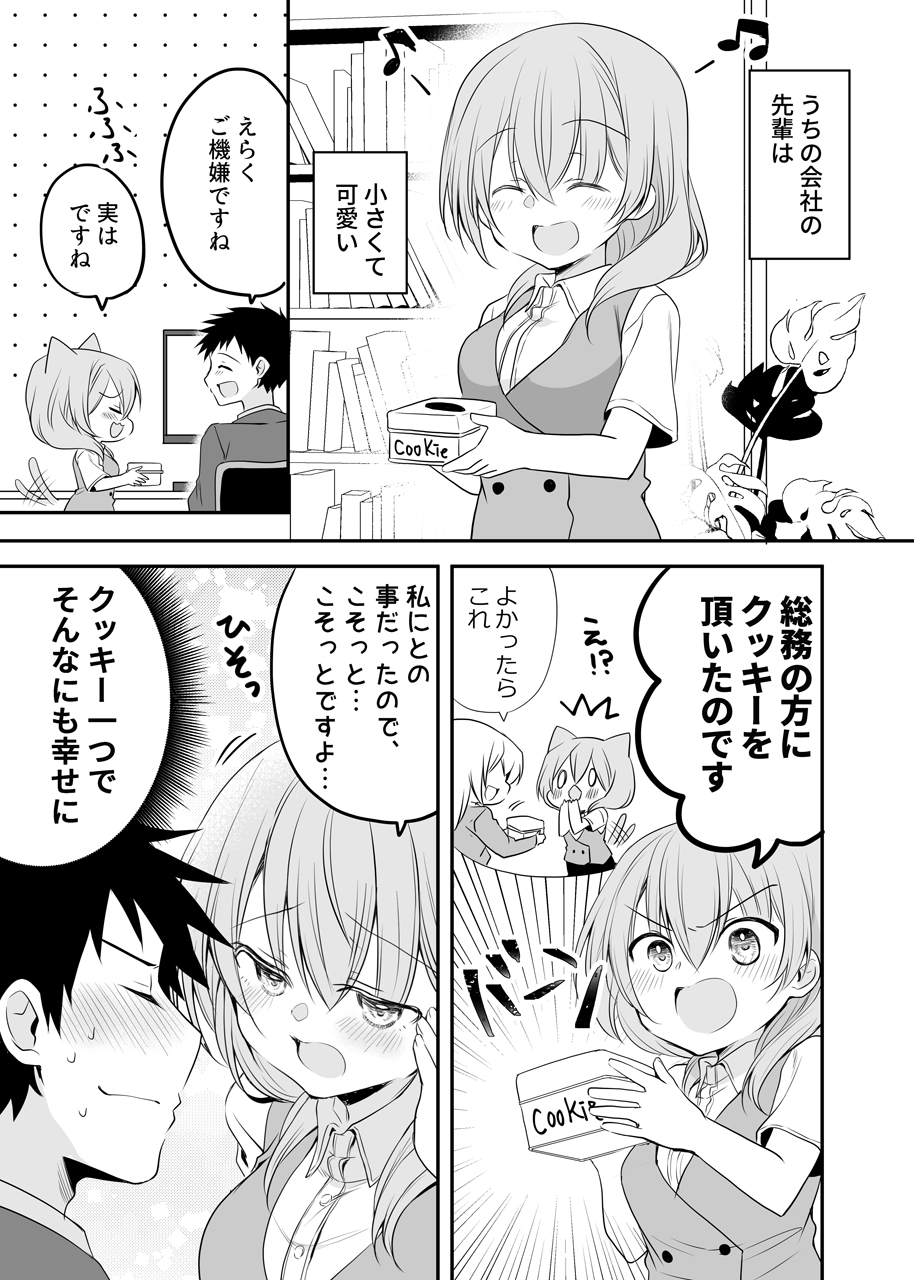 うちの会社の
先輩は
小さくて
可愛い
Cookie
えらく
ご機嫌ですね
ふふふ
実は
ですね
総務の方に
クッキーを
頂いたのです
え!?
よかったら
これ
バーン
Cookie
私にとの
事だったので、
こそっと…
こそっとですよ…
ひそっ
クッキー一つで
そんなにも幸せに